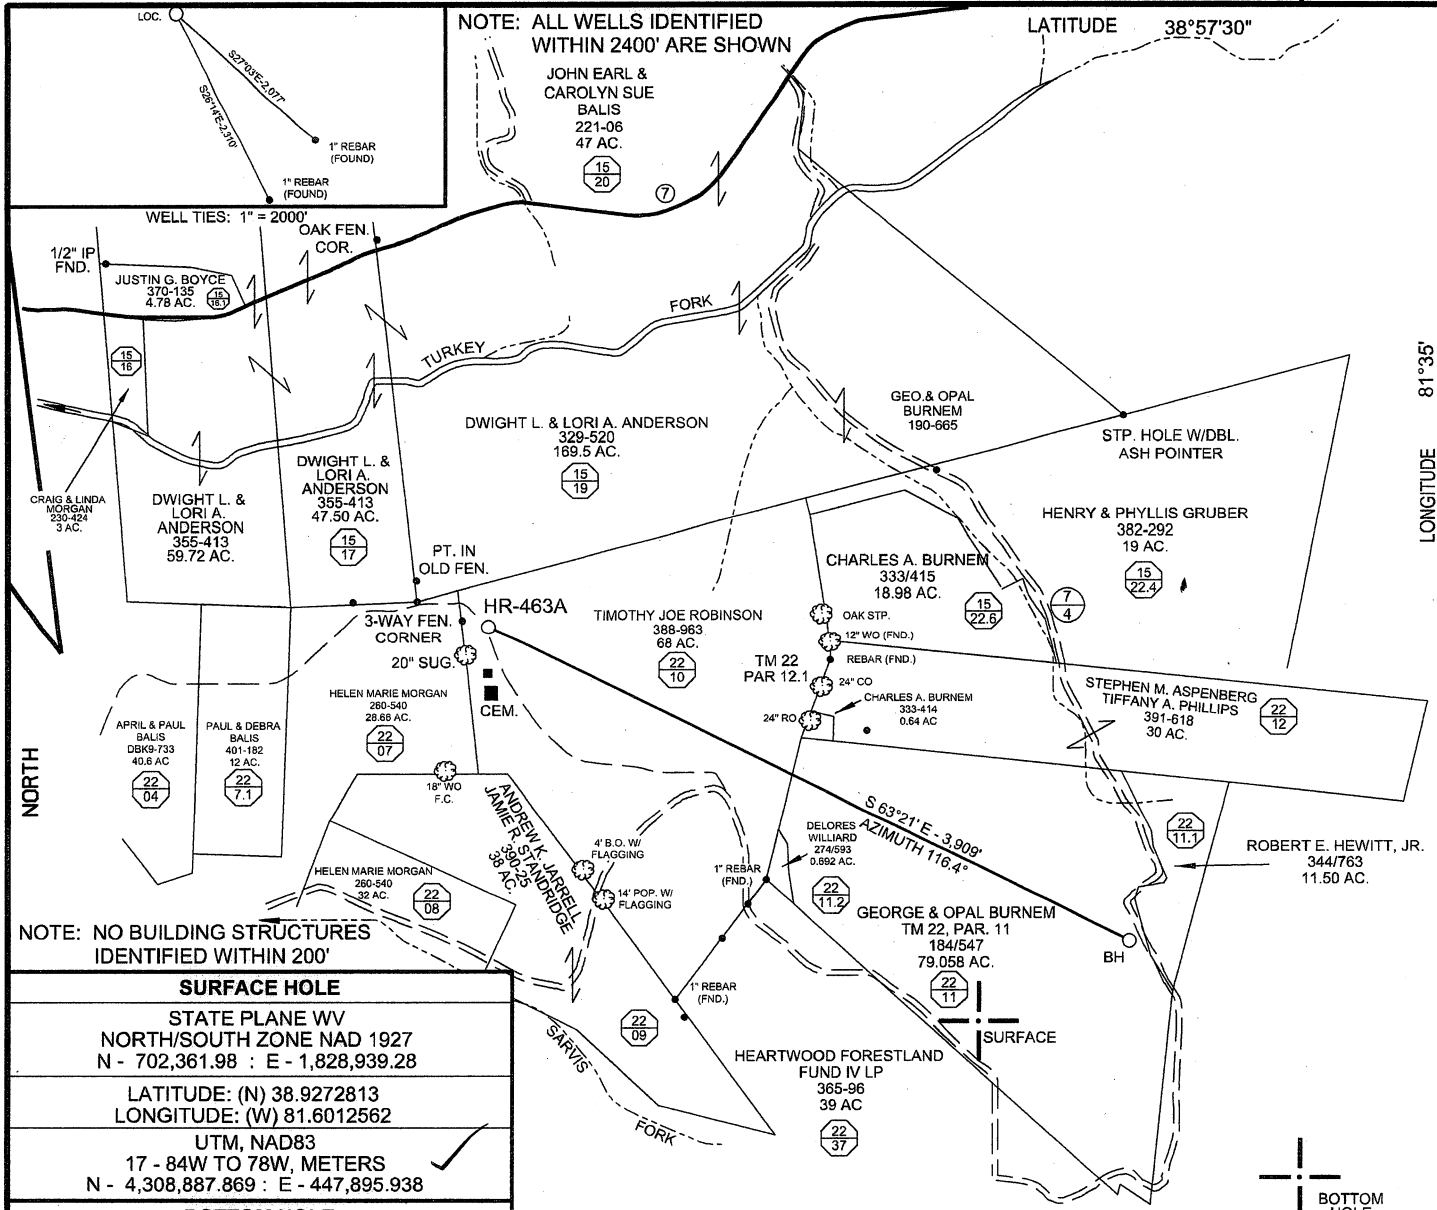 LOC.
S27°03'E-2,077'
S26°14'E-2,310'
1" REBAR
(FOUND)
1" REBAR
(FOUND)
WELL TIES: 1" = 2000'
NOTE: ALL WELLS IDENTIFIED
WITHIN 2400' ARE SHOWN
LATITUDE 38°57'30"
JOHN EARL &
CAROLYN SUE
BALIS
221-06
47 AC.
15
20
7
OAK FEN.
COR.
1/2" IP
FND.
JUSTIN G. BOYCE
370-135
4.78 AC.
15
16.1
15
16
TURKEY
FORK
81°35'
LONGITUDE
GEO.& OPAL
BURNEM
190-665
STP. HOLE W/DBL.
ASH POINTER
DWIGHT L. & LORI A. ANDERSON
329-520
169.5 AC.
15
19
DWIGHT L. &
LORI A.
ANDERSON
355-413
47.50 AC.
15
17
CRAIG & LINDA
MORGAN
230-424
3 AC.
DWIGHT L. &
LORI A.
ANDERSON
355-413
59.72 AC.
HENRY & PHYLLIS GRUBER
382-292
19 AC.
15
22.4
PT. IN
OLD FEN.
CHARLES A. BURNEM
333/415
18.98 AC.
15
22.6
7
4
HR-463A
3-WAY FEN.
CORNER
20" SUG.
CEM.
TIMOTHY JOE ROBINSON
388-963
68 AC.
22
10
OAK STP.
12" WO (FND.)
REBAR (FND.)
TM 22
PAR 12.1
24" CO
CHARLES A. BURNEM
333-414
0.64 AC
24" RO
STEPHEN M. ASPENBERG
TIFFANY A. PHILLIPS
391-618
30 AC.
22
12
HELEN MARIE MORGAN
260-540
28.66 AC.
22
07
APRIL & PAUL
BALIS
DBK9-733
40.6 AC
22
04
PAUL & DEBRA
BALIS
401-182
12 AC.
22
7.1
NORTH
18" WO
F.C.
ANDREW K. JARRELL
JAMIE R. STANDRIDGE
390-25
38 AC.
4' B.O. W/
FLAGGING
14' POP. W/
FLAGGING
S 63°21' E - 3,909'
AZIMUTH 116.4°
DELORES
WILLIARD
274/593
0.692 AC.
22
11.2
1" REBAR
(FND.)
22
11.1
ROBERT E. HEWITT, JR.
344/763
11.50 AC.
HELEN MARIE MORGAN
260-540
32 AC.
22
08
GEORGE & OPAL BURNEM
TM 22, PAR. 11
184/547
79.058 AC.
22
11
BH
NOTE: NO BUILDING STRUCTURES
IDENTIFIED WITHIN 200'
1" REBAR
(FND.)
22
09
SARVIS
FORK
SURFACE
HEARTWOOD FORESTLAND
FUND IV LP
365-96
39 AC
22
37
SURFACE HOLE
STATE PLANE WV
NORTH/SOUTH ZONE NAD 1927
N - 702,361.98 : E - 1,828,939.28
LATITUDE: (N) 38.9272813
LONGITUDE: (W) 81.6012562
UTM, NAD83
17 - 84W TO 78W, METERS
N - 4,308,887.869 : E - 447,895.938
BOTTOM HOLE
BOTTOM
HOLE